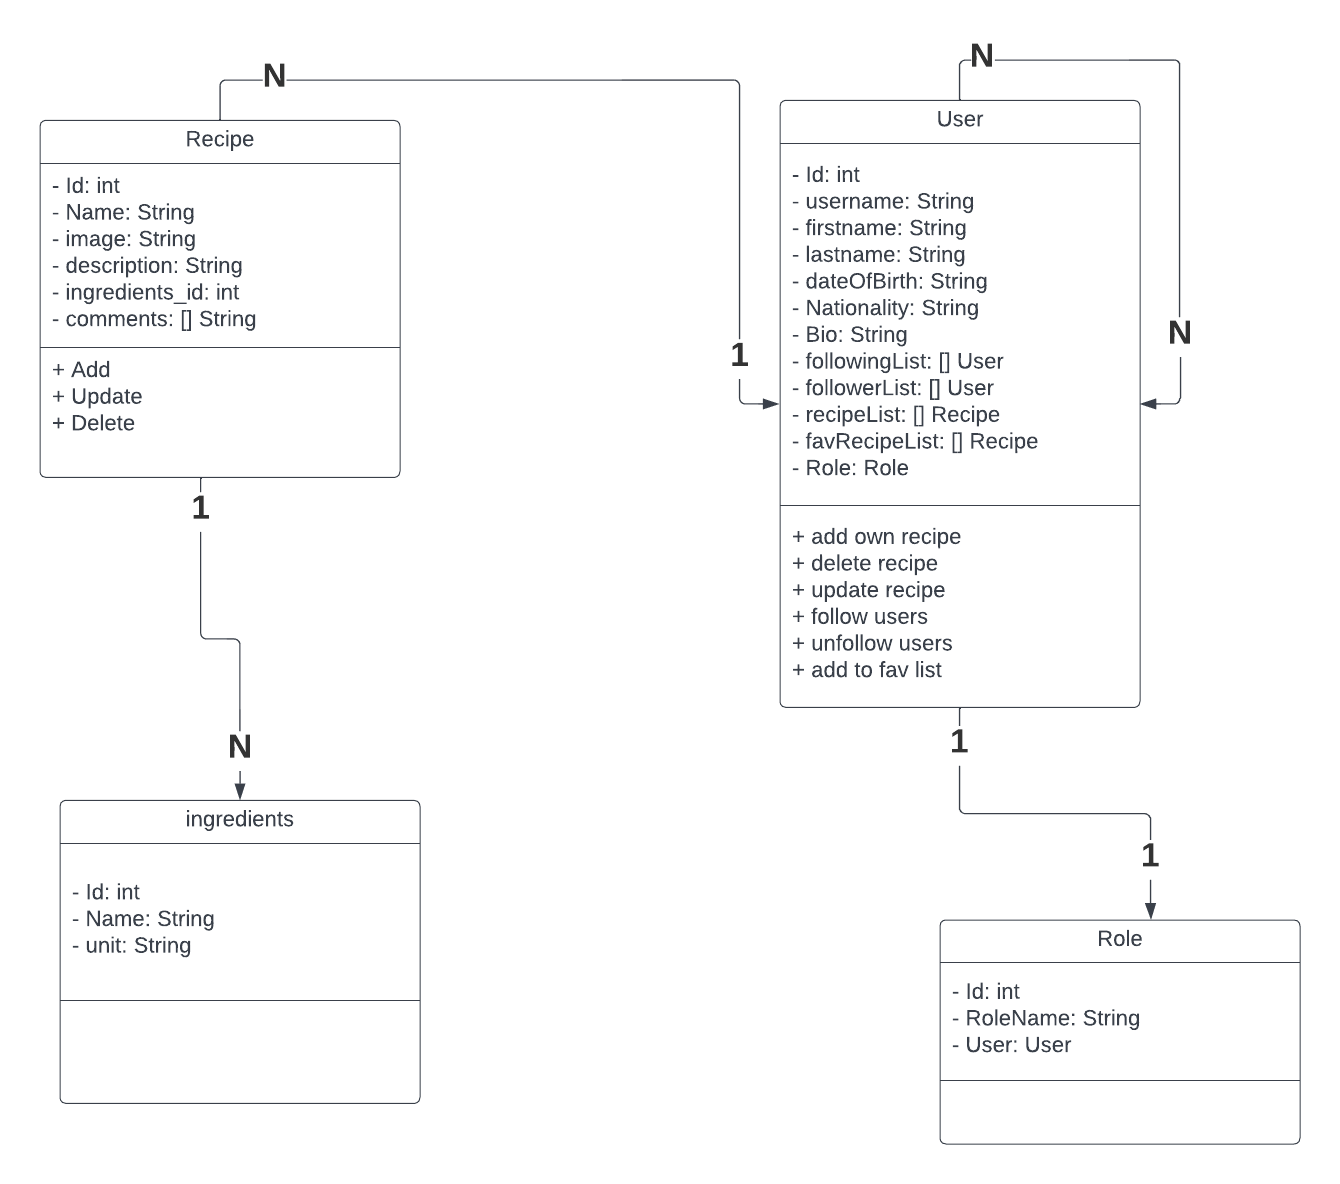 N
Recipe
- Id: int
- Name: String
- image: String
- description: String
- ingredients_id: int
- comments: [] String
+ Add
+ Update
+ Delete
1
N
ingredients
- Id: int
- Name: String
- unit: String
1
N
N
User
- Id: int
- username: String
- firstname: String
- lastname: String
- dateOfBirth: String
- Nationality: String
- Bio: String
- followingList: [] User
- followerList: [] User
- recipeList: [] Recipe
- favRecipeList: [] Recipe
- Role: Role
+ add own recipe
+ delete recipe
+ update recipe
+ follow users
+ unfollow users
+ add to fav list
1
1
Role
- Id: int
- RoleName: String
- User: User